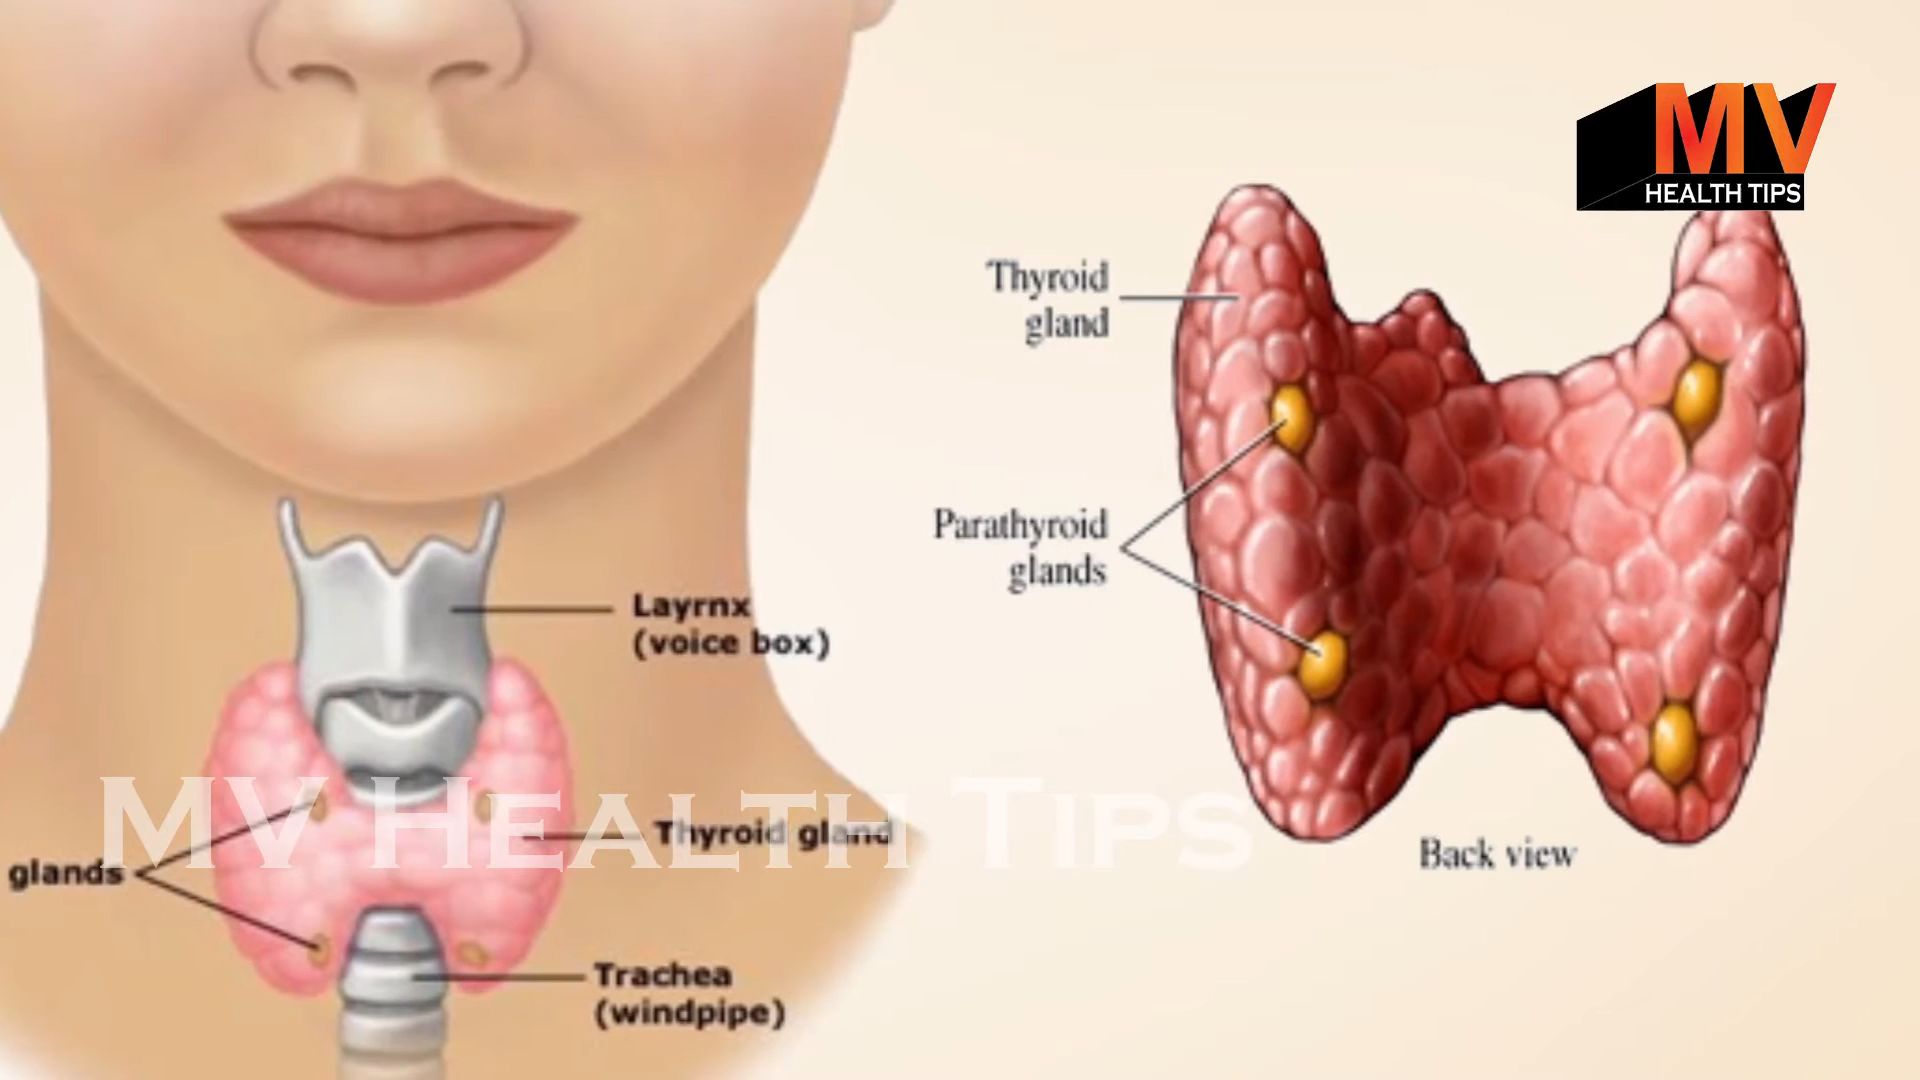 MV
HEALTH TIPS
Thyroid
gland
Parathyroid
glands
Layrnx
(voice box)
MV HEALTH TIPS
Thyroid gland
Back view
glands
Trachea
(windpipe)